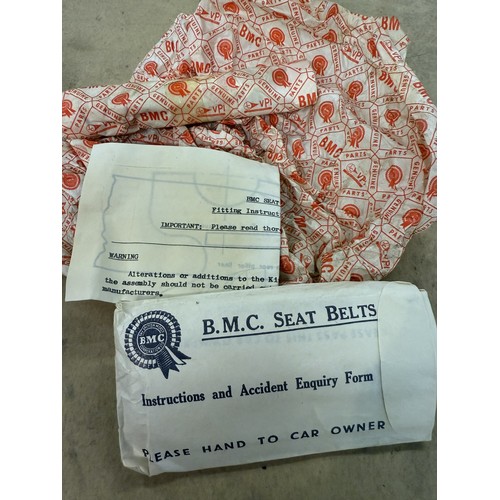 VPI
BMC
GENUINE
PARTS
BMC SEAT
Fitting Instruct
IMPORTANT: Please read thor
WARNING
Alterations or additions to the Ki
the assembly should not be carried
manufacturers.
B.M.C. SEAT BELTS
BMC
Instructions and Accident Enquiry Form
PLEASE HAND TO CAR OWNER